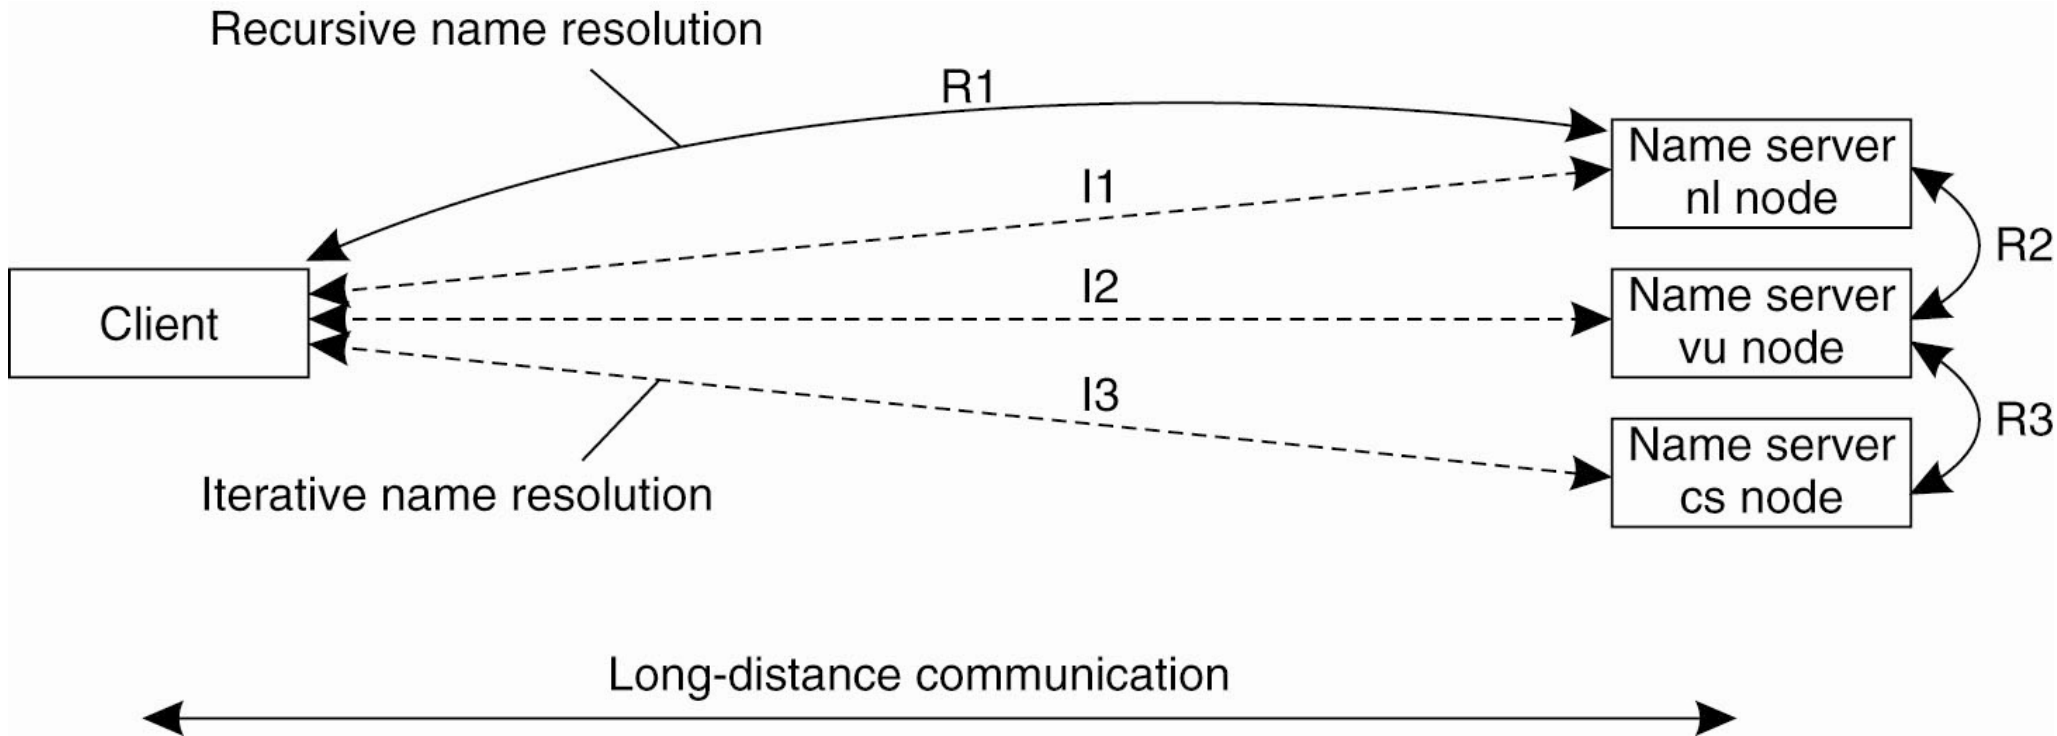 Recursive name resolution
R1
Name server
nl node
I1
R2
I2
Name server
vu node
Client
I3
R3
Name server
cs node
Iterative name resolution
Long-distance communication